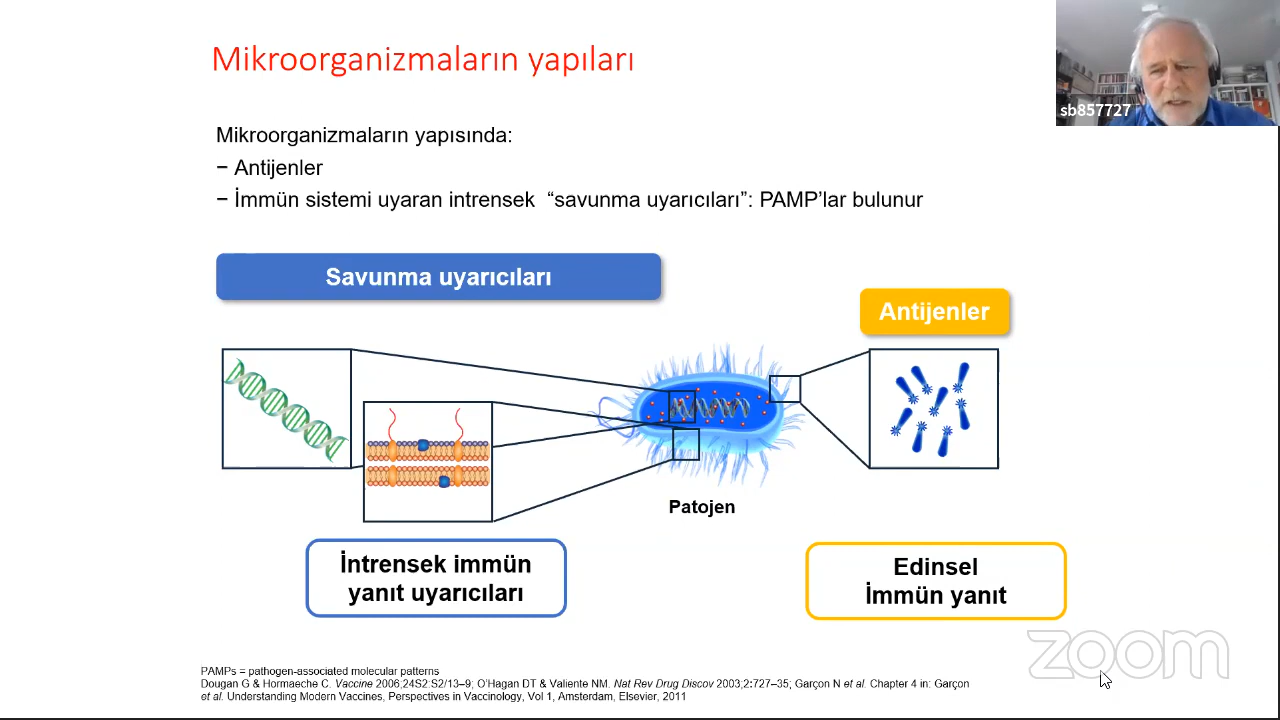 Mikroorganizmaların yapıları
sb857727
Mikroorganizmaların yapısında:
− Antijenler
− İmmün sistemi uyaran intrensek “savunma uyarıcıları”: PAMP’lar bulunur
Savunma uyarıcıları
Antijenler
Patojen
İntrensek immün
yanıt uyarıcıları
Edinsel
İmmün yanıt
zoom
PAMPs = pathogen-associated molecular patterns
Dougan G & Hormaeche C. Vaccine 2006;24S2:S2/13–9; O’Hagan DT & Valiente NM. Nat Rev Drug Discov 2003;2:727–35; Garçon N et al. Chapter 4 in: Garçon
et al. Understanding Modern Vaccines, Perspectives in Vaccinology, Vol 1, Amsterdam, Elsevier, 2011